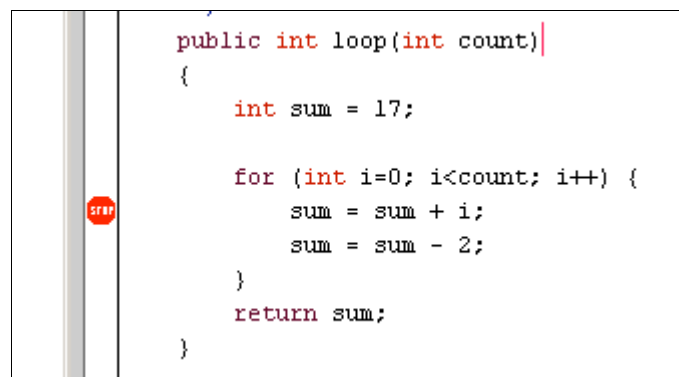 public int loop(int count)
{
    int sum = 17;
    for (int i=0; i<count; i++) {
STOP        sum = sum + i;
        sum = sum - 2;
    }
    return sum;
}